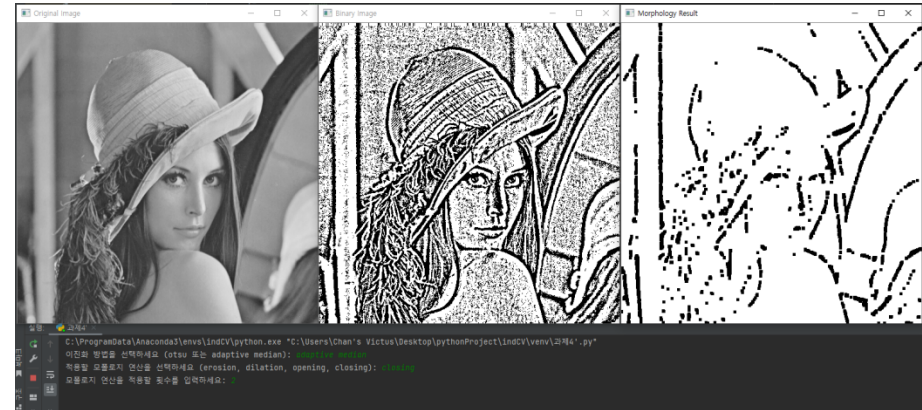 Original Image
Binary Image
Morphology Result
실행: 과제4 ×
C:\ProgramData\Anaconda3\envs\indCV\python.exe "C:\Users\Chan's Victus\Desktop\pythonProject\indCV\venv\과제4'.py"
이진화 방법을 선택하세요 (otsu 또는 adaptive median): adaptive median
적용할 모폴로지 연산을 선택하세요 (erosion, dilation, opening, closing): closing
모폴로지 연산을 적용할 횟수를 입력하세요: 2